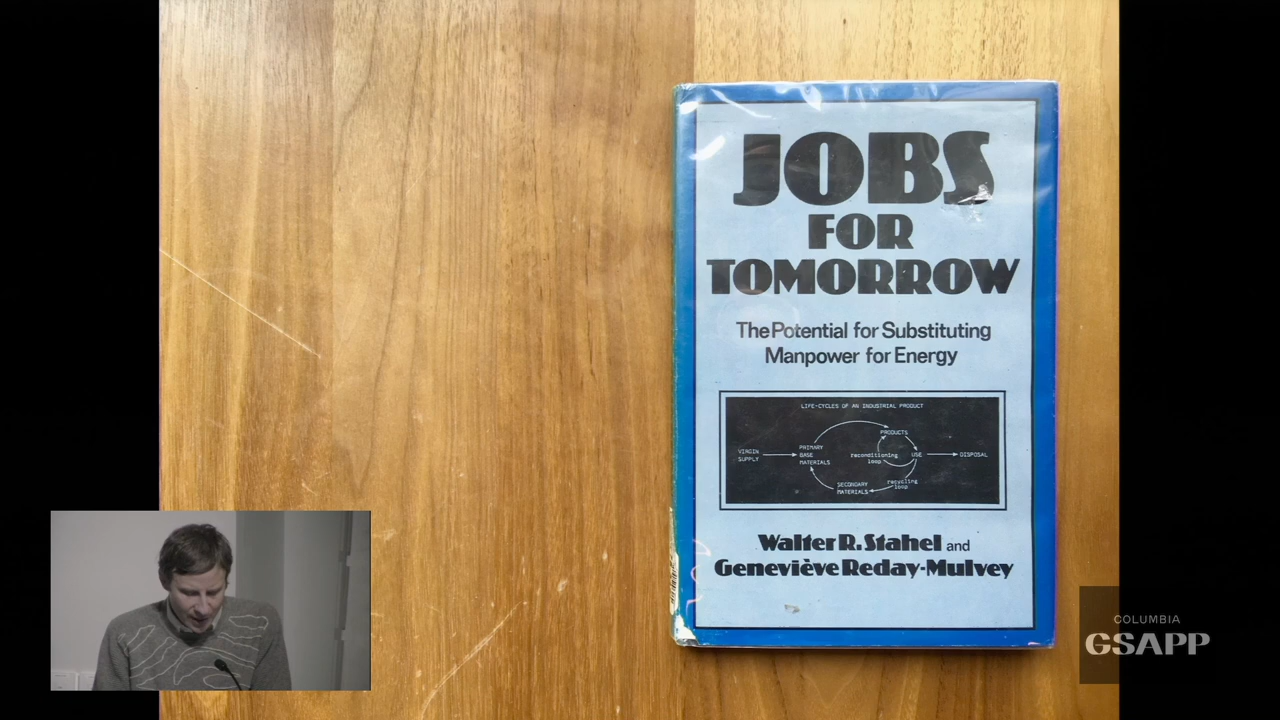 JOBS
FOR
TOMORROW
The Potential for Substituting
Manpower for Energy
LIFE-CYCLES OF AN INDUSTRIAL PRODUCT
PRODUCTS
VIRGIN
SUPPLY
PRIMARY
BASE
MATERIALS
reconditioning
loop
USE
DISPOSAL
SECONDARY
MATERIALS
recycling
loop
Walter R. Stahel and
Geneviève Reday-Mulvey
COLUMBIA
GSAPP